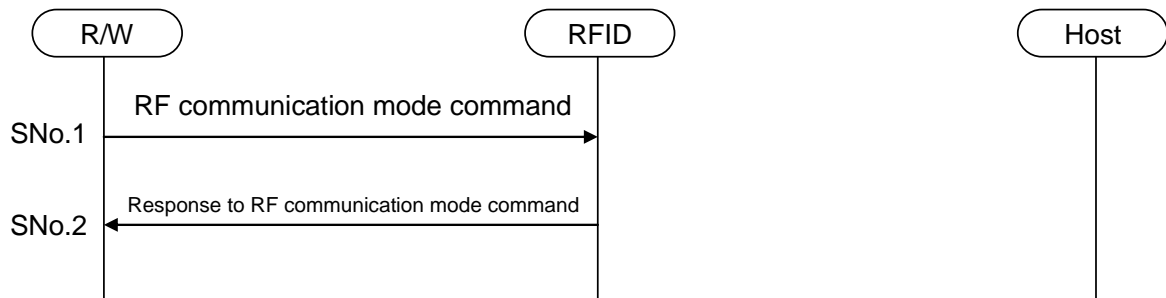 R/W
RFID
Host
RF communication mode command
SNo.1
Response to RF communication mode command
SNo.2